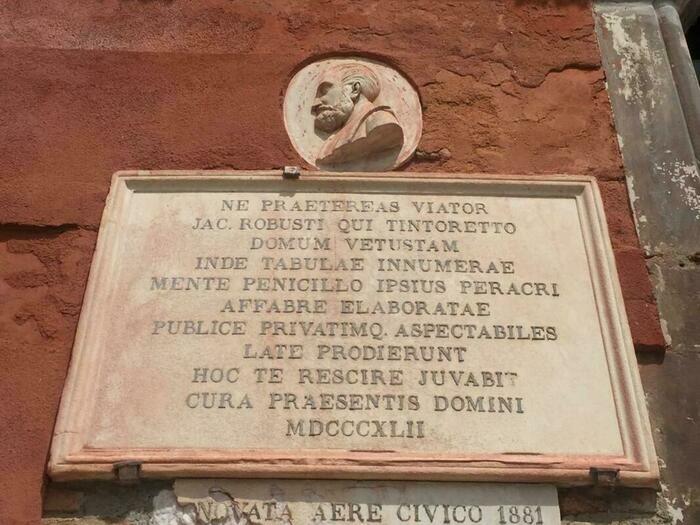 NE PRAETEREAS VIATOR
JAC. ROBUSTI QUI TINTORETTO
DOMUM VETUSTAM
INDE TABULAE INNUMERAE
MENTE PENICILLO IPSIUS PERACRI
AFFABRE ELABORATAE
PUBLICE PRIVATIMQ. ASPECTABILES
LATE PRODIERUNT
HOC TE RESCIRE JUVABIT
CURA PRAESENTIS DOMINI
MDCCCXLII
NOVATA AERE CIVICO 1881